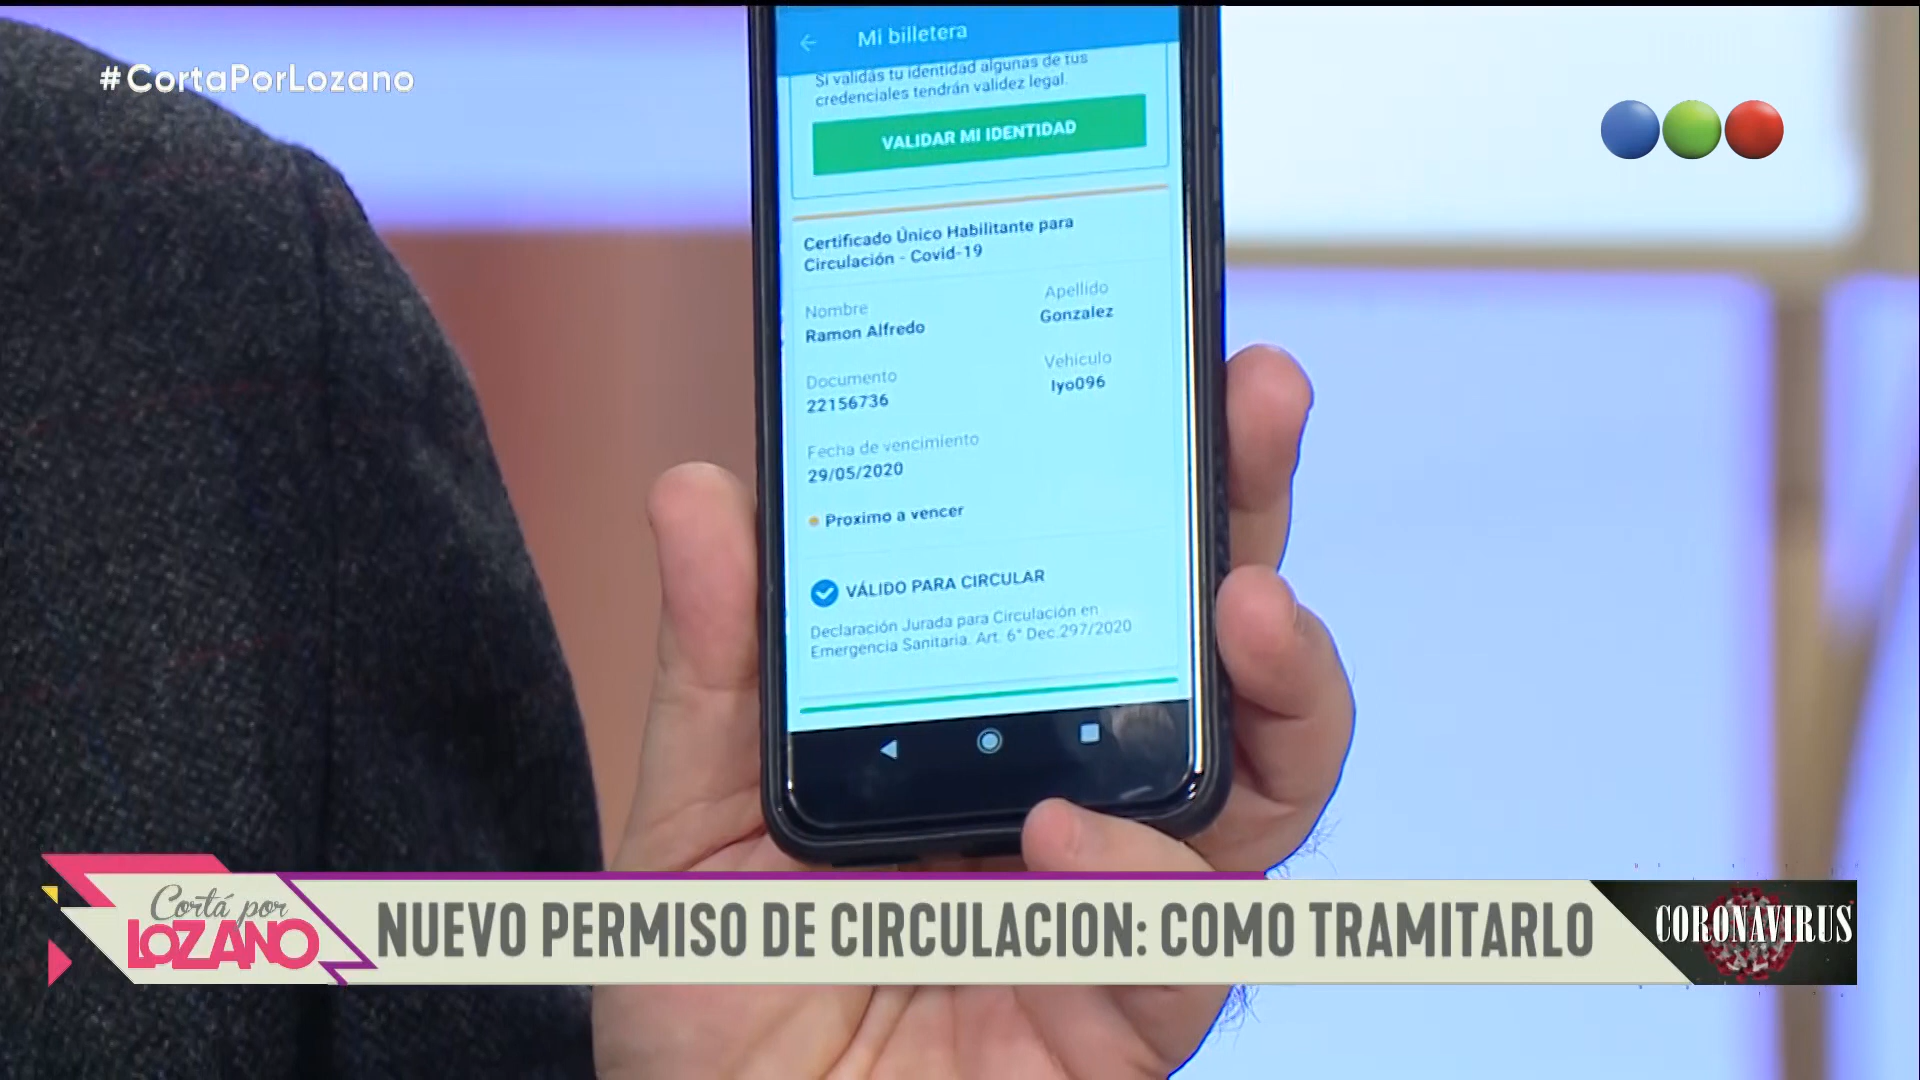 #CortaPorLozano
Mi billetera
Si validás tu identidad algunas de tus
credenciales tendrán validez legal.
VALIDAR MI IDENTIDAD
Certificado Único Habilitante para
Circulación - Covid-19
Nombre
Ramon Alfredo
Apellido
Gonzalez
Documento
22156736
Vehiculo
Iyo096
Fecha de vencimiento
29/05/2020
Proximo a vencer
VÁLIDO PARA CIRCULAR
Declaración Jurada para Circulación en
Emergencia Sanitaria. Art. 6° Dec.297/2020
Cortá por
LOZANO
NUEVO PERMISO DE CIRCULACION: COMO TRAMITARLO
CORONAVIRUS